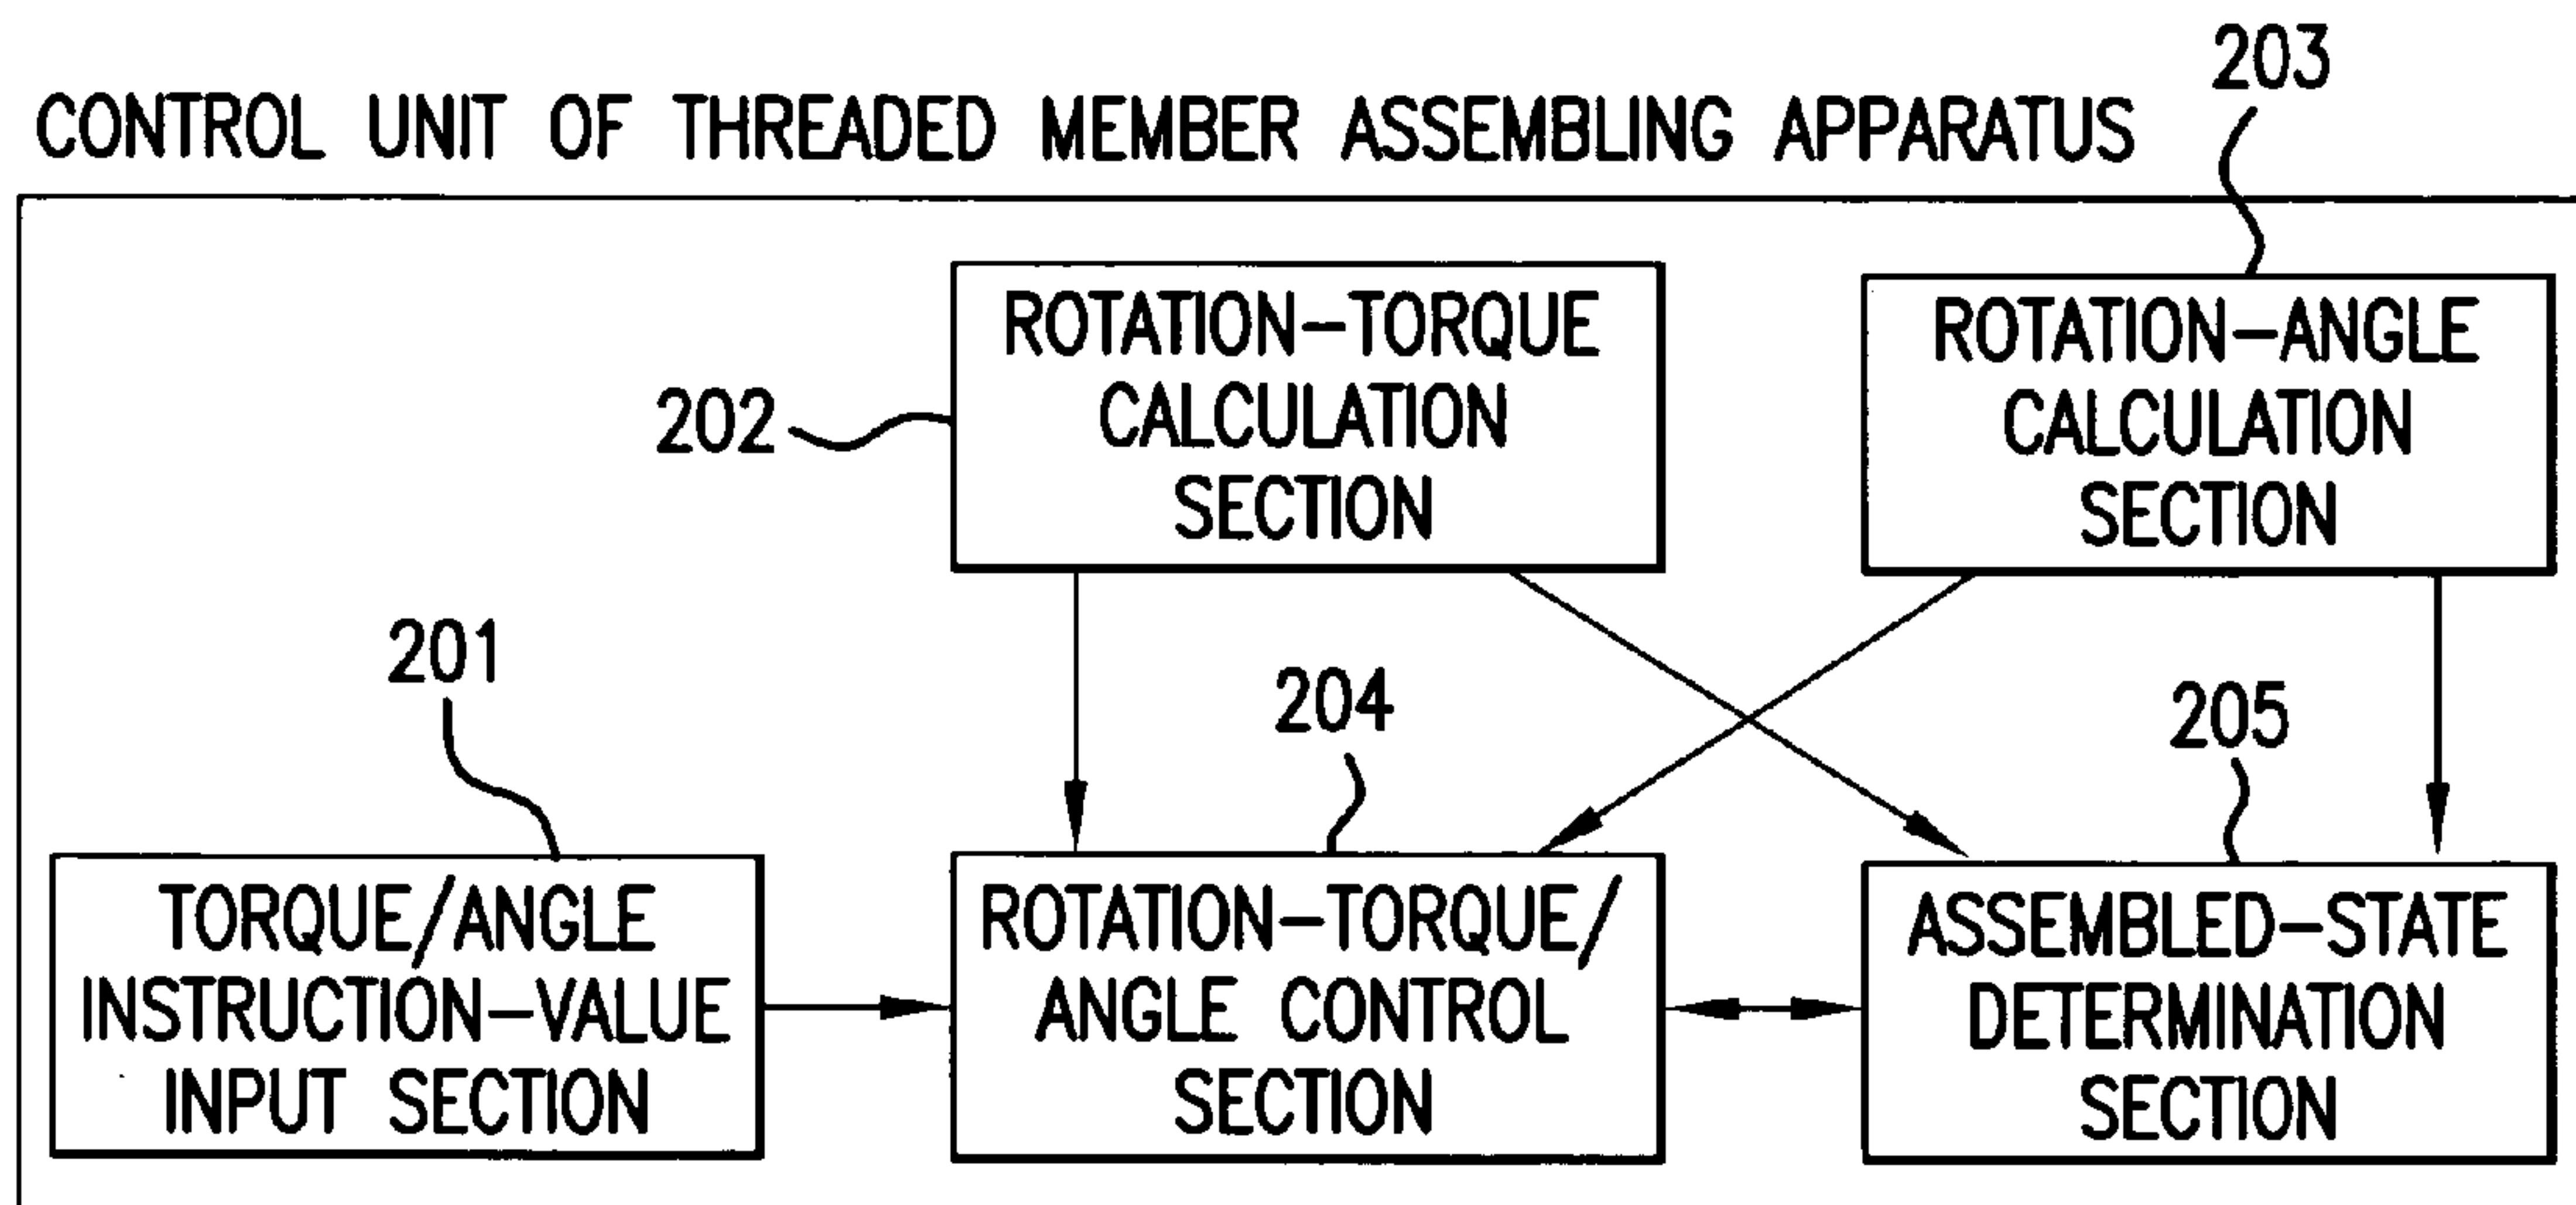 203
CONTROL UNIT OF THREADED MEMBER ASSEMBLING APPARATUS
202
ROTATION-TORQUE
CALCULATION
SECTION
ROTATION-ANGLE
CALCULATION
SECTION
201
204
205
TORQUE/ANGLE
INSTRUCTION-VALUE
INPUT SECTION
ROTATION-TORQUE/
ANGLE CONTROL
SECTION
ASSEMBLED-STATE
DETERMINATION
SECTION